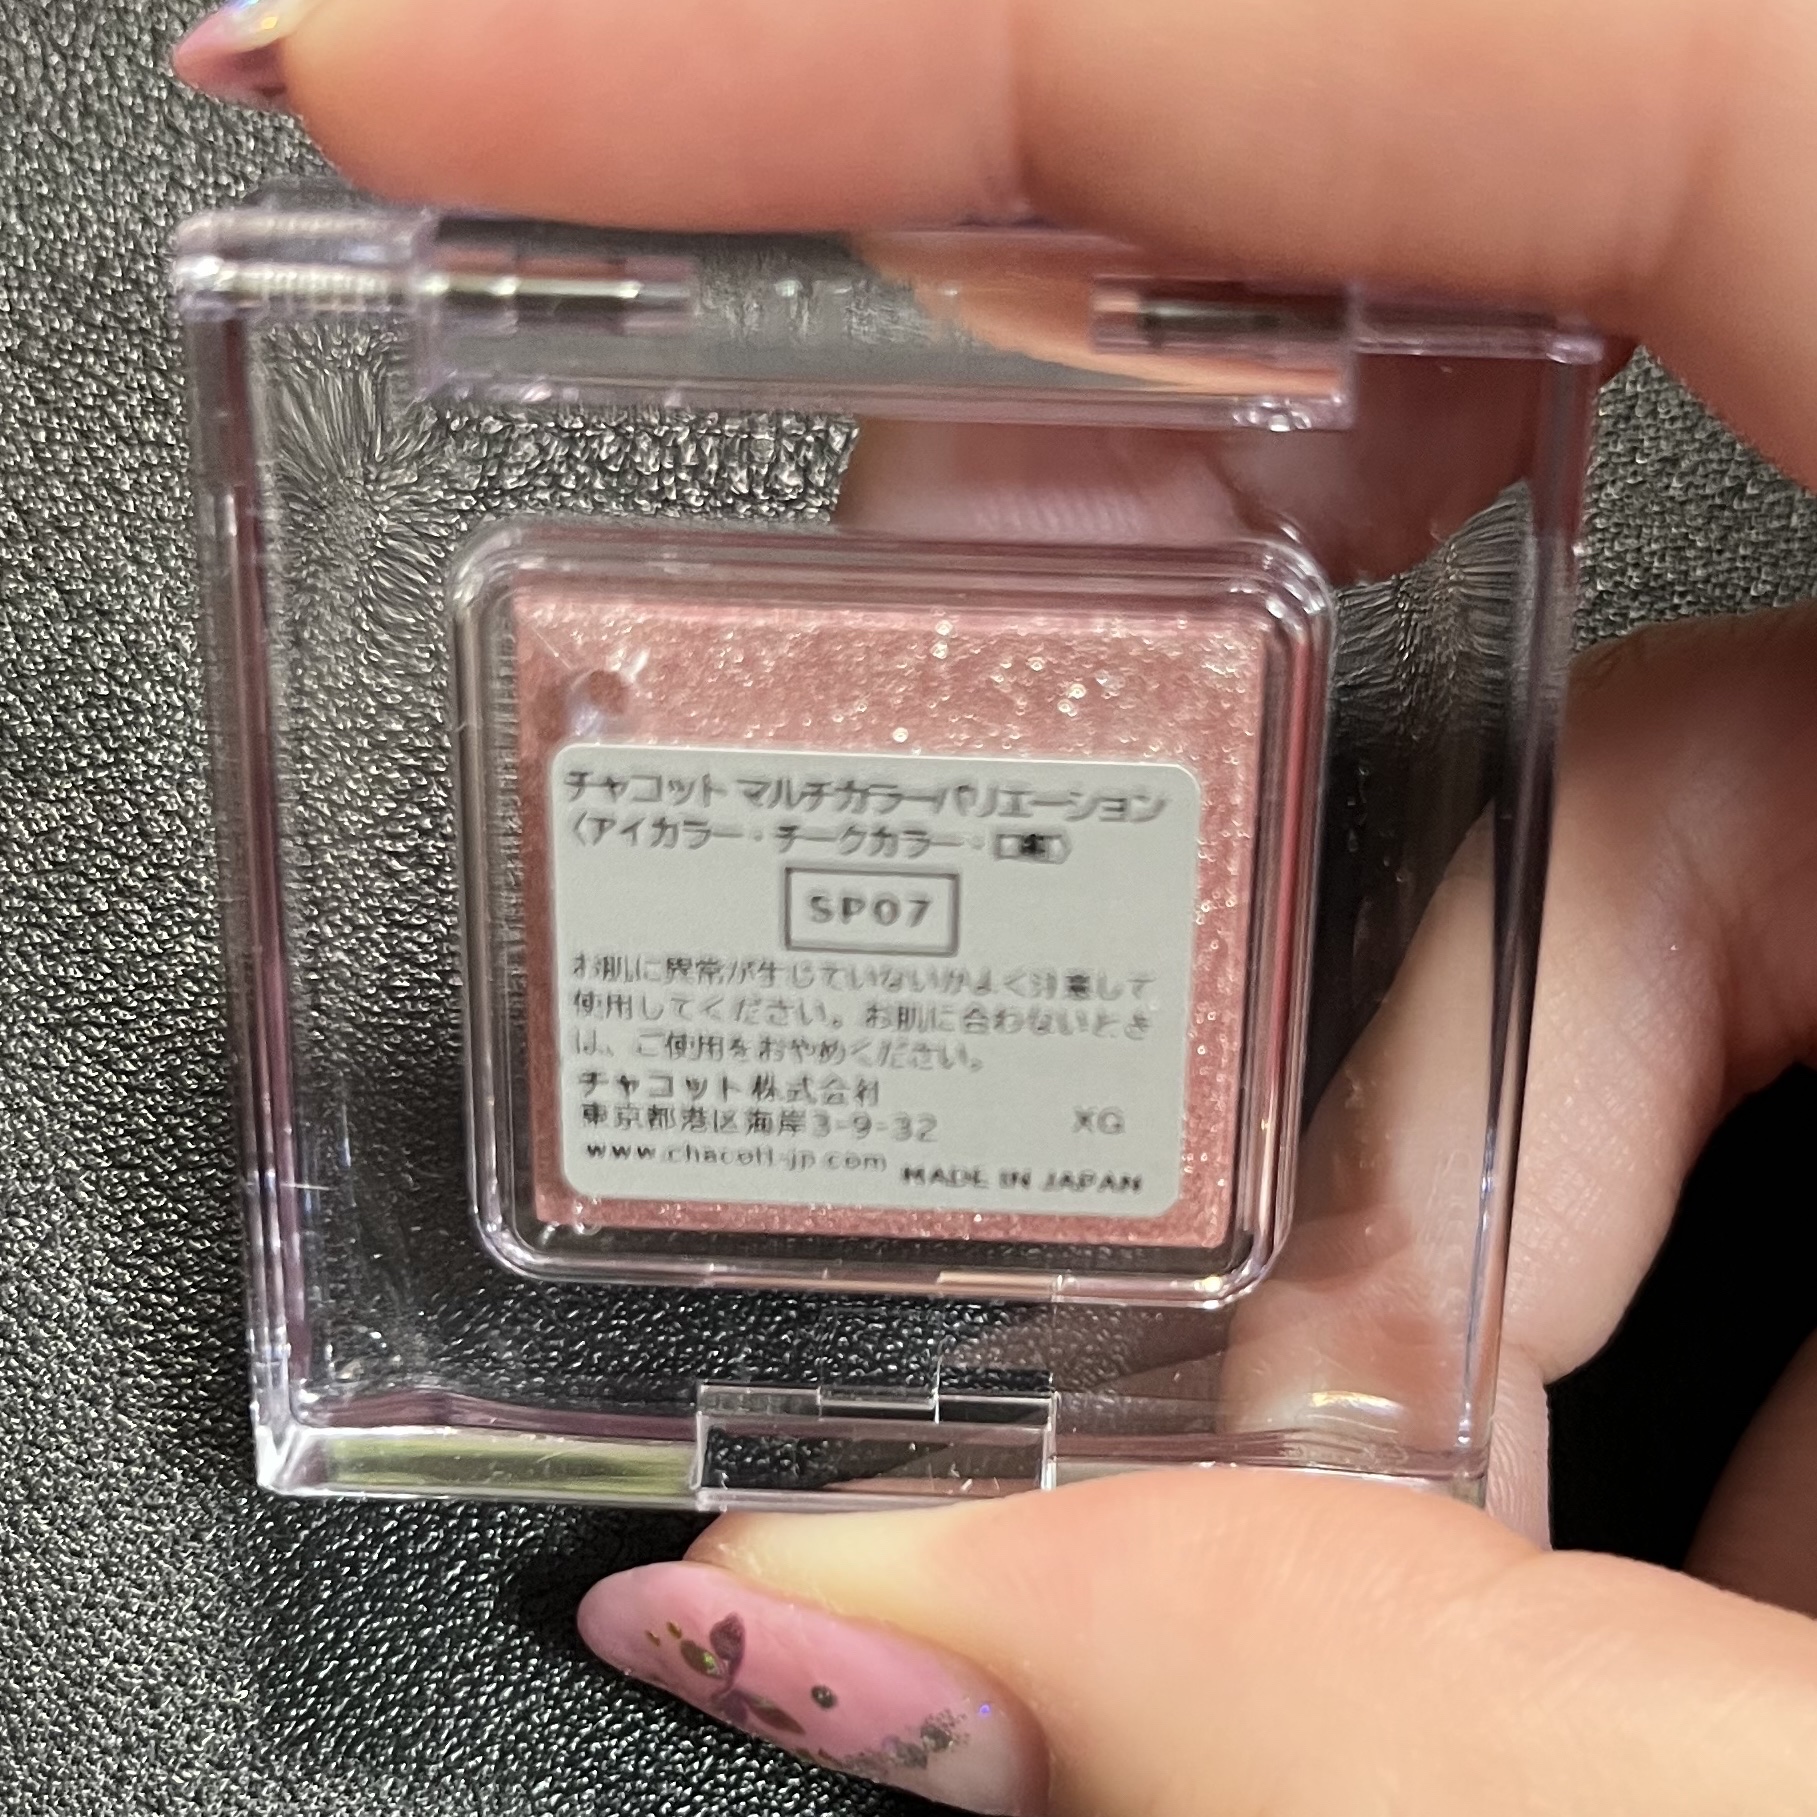 チャコット マルチカラーバリエーション
〈アイカラー・チークカラー・
SP07
お肌に異常が生じていないかよく注意して
使用してください。お肌に合わないとき
は、ご使用をおやめください。
チャコット株式会社
東京都港区海岸3-9-32 XG
www.chacott-jp.com
MADE IN JAPAN